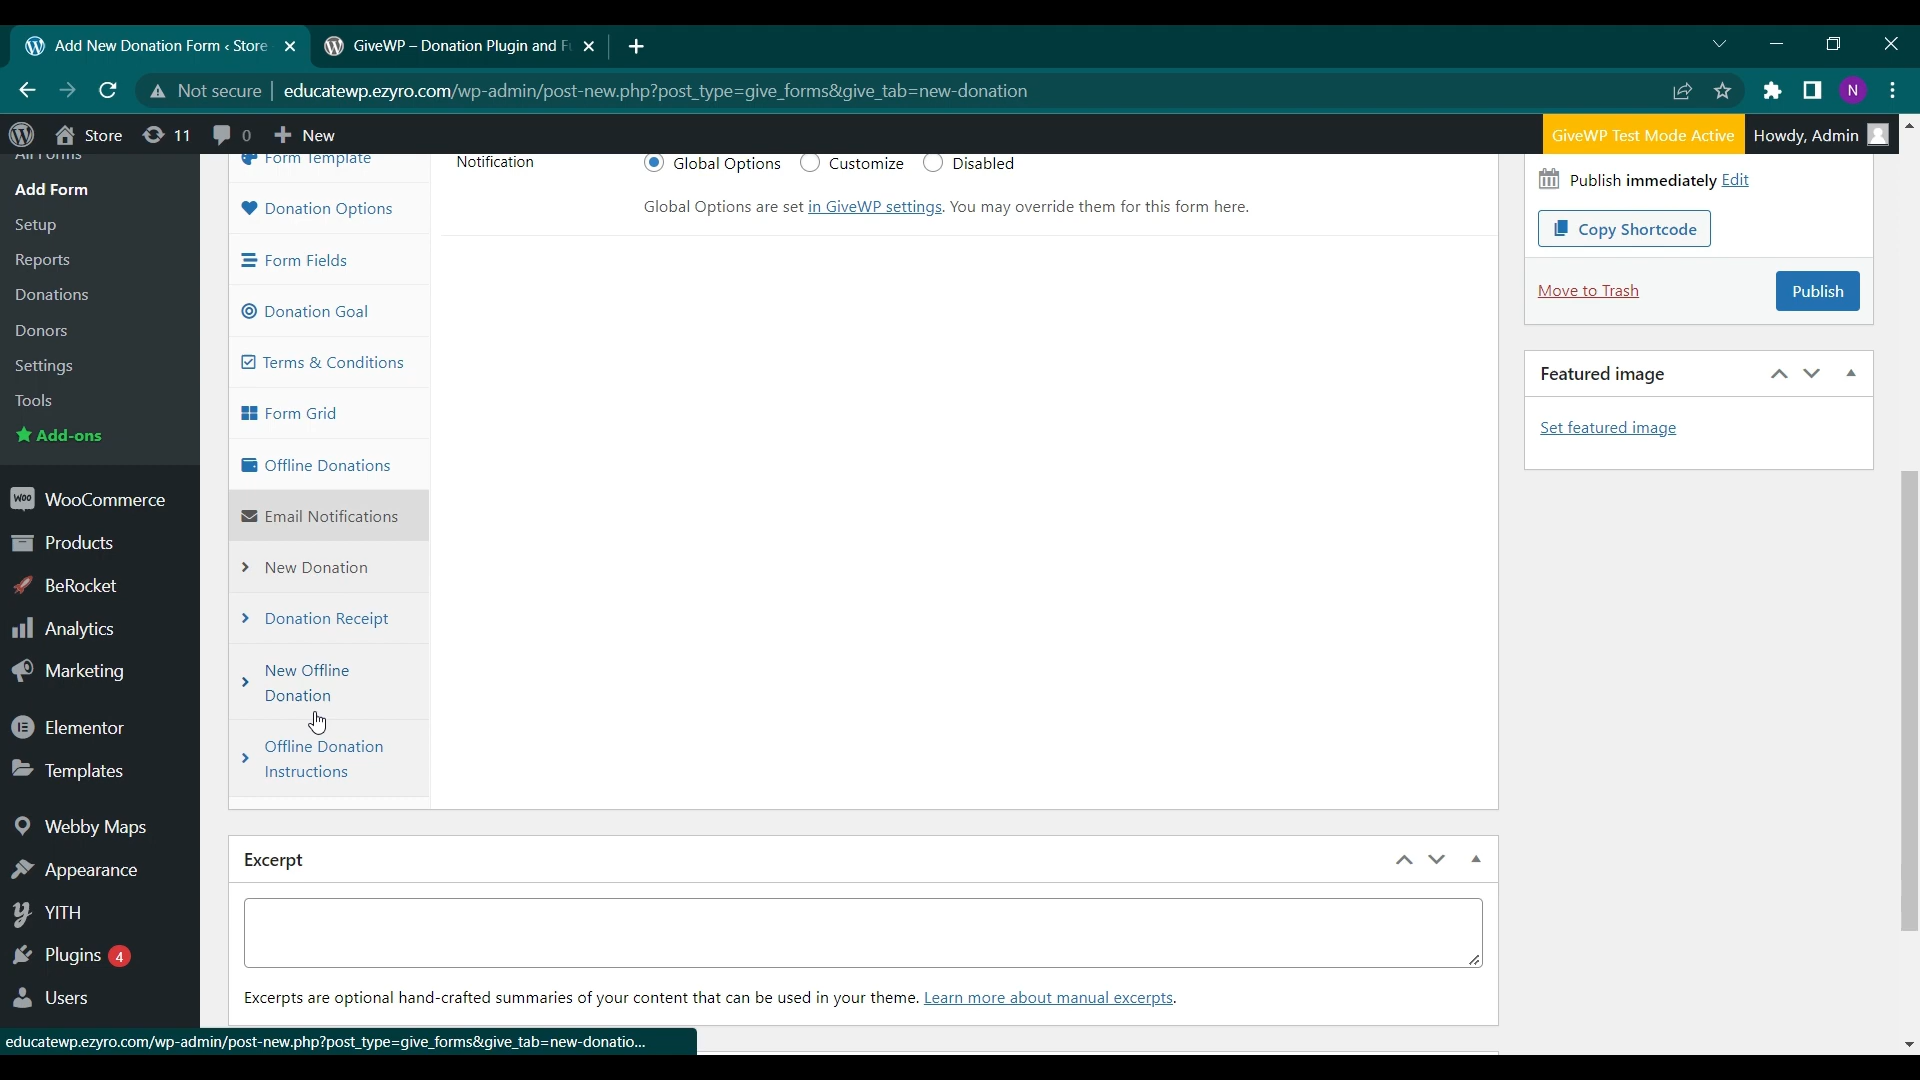 Add New Donation Form ‹ Store
GiveWP – Donation Plugin and F
Not secure
educatewp.ezyro.com/wp-admin/post-new.php?post_type=give_forms&give_tab=new-donation
N
Store
11
0
New
GiveWP Test Mode Active
Howdy, Admin
All Forms
Add Form
Setup
Reports
Donations
Donors
Settings
Tools
Add-ons
WooCommerce
Products
BeRocket
Analytics
Marketing
Elementor
Templates
Webby Maps
Appearance
YITH
Plugins 4
Users
Form Template
Donation Options
Form Fields
Donation Goal
Terms & Conditions
Form Grid
Offline Donations
Email Notifications
New Donation
Donation Receipt
New Offline
Donation
Offline Donation
Instructions
Notification
Global Options
Customize
Disabled
Global Options are set in GiveWP settings. You may override them for this form here.
Publish immediately Edit
Copy Shortcode
Move to Trash
Publish
Featured image
Set featured image
Excerpt
Excerpts are optional hand-crafted summaries of your content that can be used in your theme. Learn more about manual excerpts.
educatewp.ezyro.com/wp-admin/post-new.php?post_type=give_forms&give_tab=new-donatio...